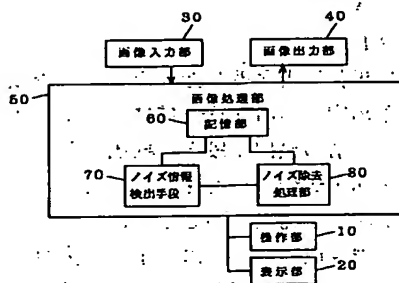 30
40
画像入力部
画像出力部
50
画像処理部
60
記憶部
70
80
ノイズ情報
検出手段
ノイズ除去
処理部
10
操作部
20
表示部